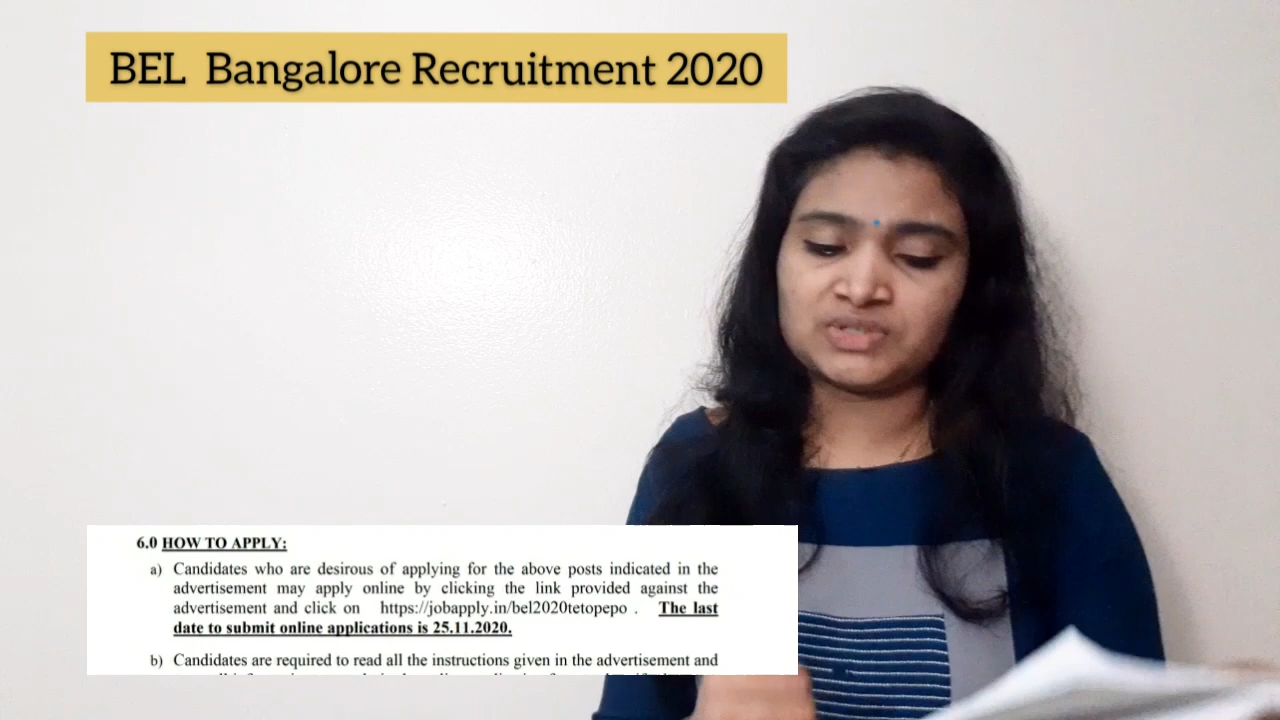 BEL Bangalore Recruitment 2020
6.0 HOW TO APPLY:
a) Candidates who are desirous of applying for the above posts indicated in the
advertisement may apply online by clicking the link provided against the
advertisement and click on https://jobapply.in/bel2020tetopepo . The last
date to submit online applications is 25.11.2020.
b) Candidates are required to read all the instructions given in the advertisement and